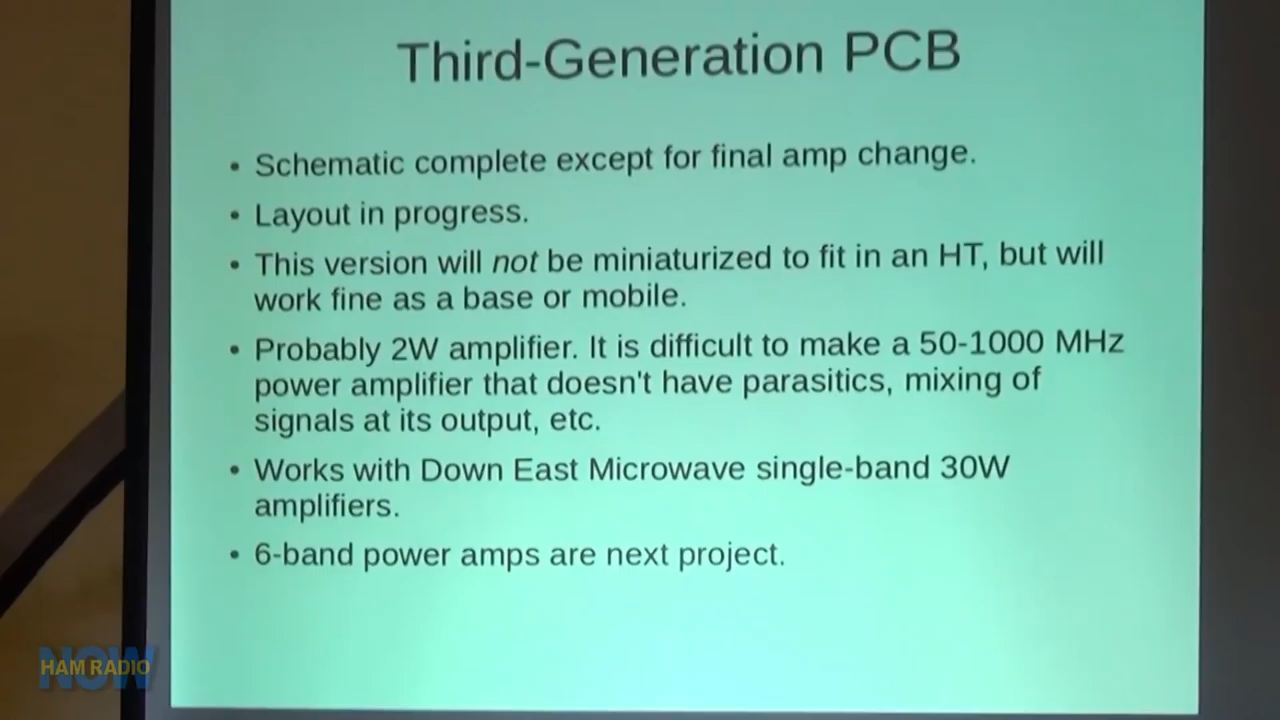 Third-Generation PCB
• Schematic complete except for final amp change.
• Layout in progress.
• This version will not be miniaturized to fit in an HT, but will
work fine as a base or mobile.
• Probably 2W amplifier. It is difficult to make a 50-1000 MHz
power amplifier that doesn't have parasitics, mixing of
signals at its output, etc.
• Works with Down East Microwave single-band 30W
amplifiers.
• 6-band power amps are next project.
HAM RADIO
NOW